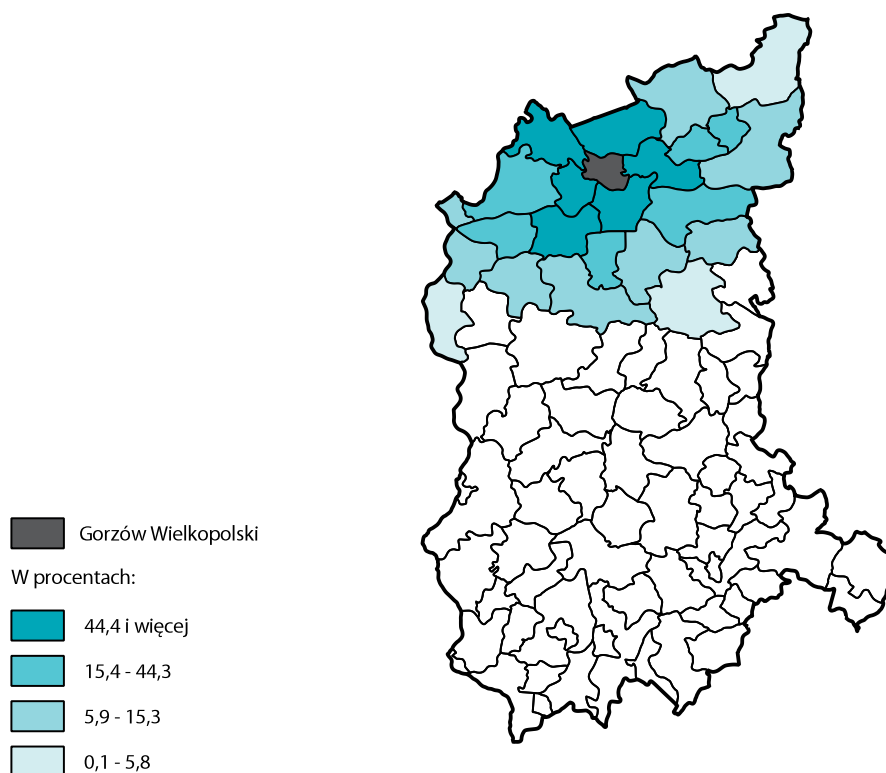 Gorzów Wielkopolski
W procentach:
44,4 i więcej
15,4 - 44,3
5,9 - 15,3
0,1 - 5,8